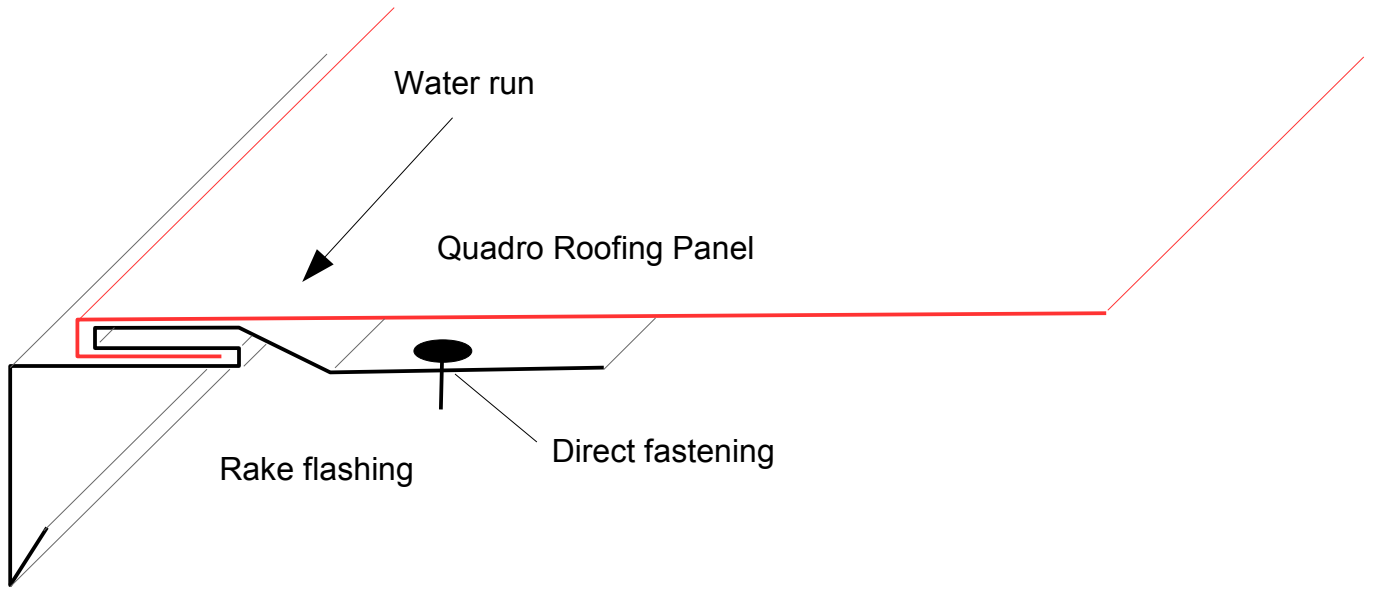 Water run
Quadro Roofing Panel
Direct fastening
Rake flashing